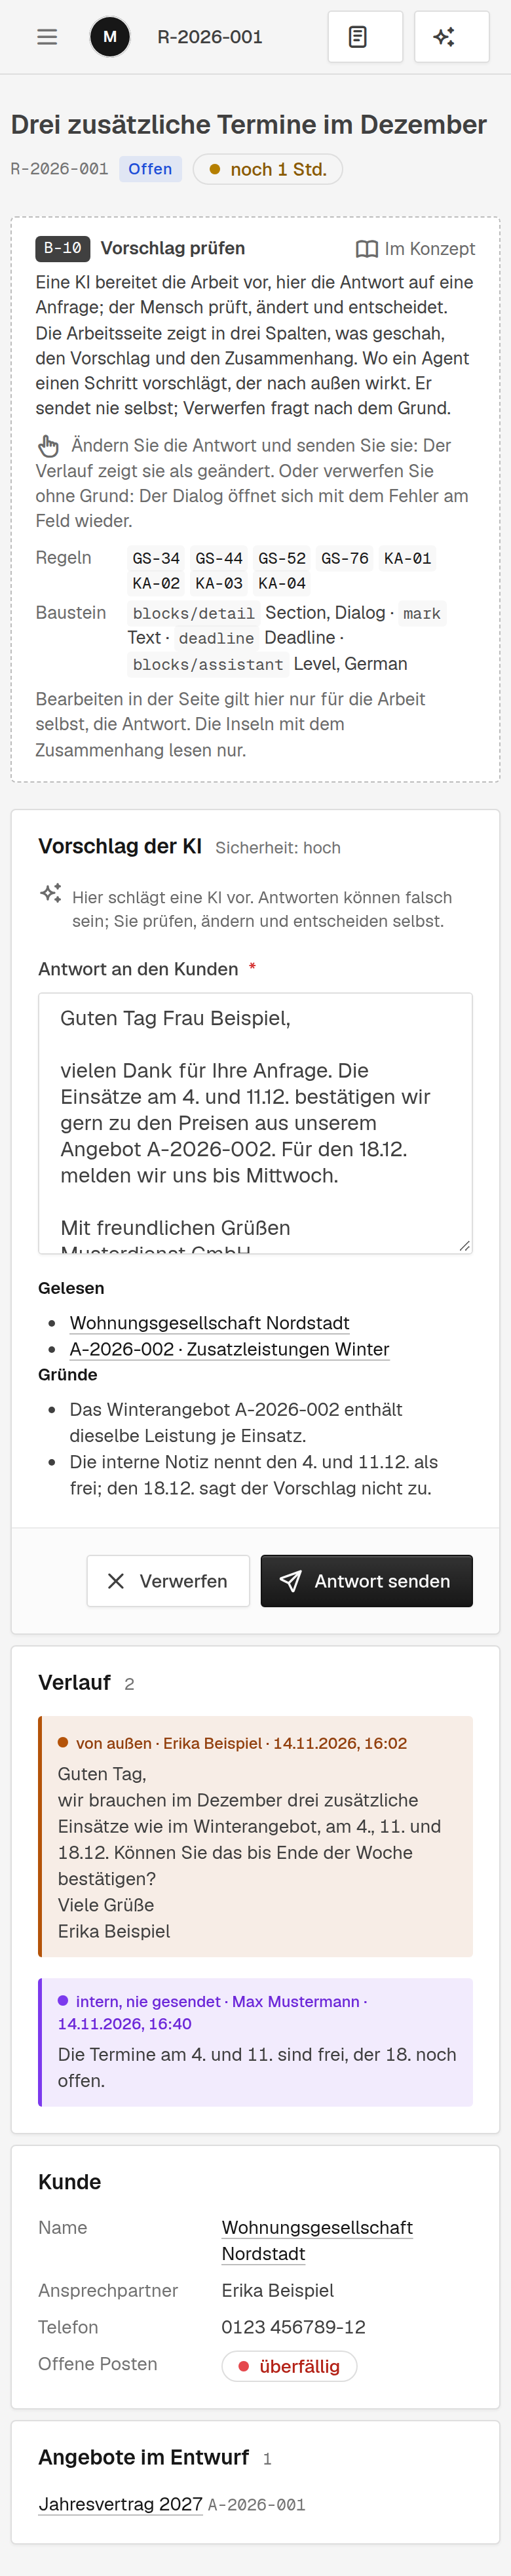 M
R-2026-001
Drei zusätzliche Termine im Dezember
R-2026-001 Offen noch 1 Std.
B-10 Vorschlag prüfen Im Konzept
Eine KI bereitet die Arbeit vor, hier die Antwort auf eine
Anfrage; der Mensch prüft, ändert und entscheidet.
Die Arbeitsseite zeigt in drei Spalten, was geschah,
den Vorschlag und den Zusammenhang. Wo ein Agent
einen Schritt vorschlägt, der nach außen wirkt. Er
sendet nie selbst; Verwerfen fragt nach dem Grund.
Ändern Sie die Antwort und senden Sie sie: Der
Verlauf zeigt sie als geändert. Oder verwerfen Sie
ohne Grund: Der Dialog öffnet sich mit dem Fehler am
Feld wieder.
Regeln GS-34 GS-44 GS-52 GS-76 KA-01
KA-02 KA-03 KA-04
Baustein blocks/detail Section, Dialog · mark
Text · deadline Deadline ·
blocks/assistant Level, German
Bearbeiten in der Seite gilt hier nur für die Arbeit
selbst, die Antwort. Die Inseln mit dem
Zusammenhang lesen nur.
Vorschlag der KI Sicherheit: hoch
Hier schlägt eine KI vor. Antworten können falsch
sein; Sie prüfen, ändern und entscheiden selbst.
Antwort an den Kunden *
Guten Tag Frau Beispiel,
vielen Dank für Ihre Anfrage. Die
Einsätze am 4. und 11.12. bestätigen wir
gern zu den Preisen aus unserem
Angebot A-2026-002. Für den 18.12.
melden wir uns bis Mittwoch.
Mit freundlichen Grüßen
Musterdienst GmbH
Gelesen
• Wohnungsgesellschaft Nordstadt
• A-2026-002 · Zusatzleistungen Winter
Gründe
• Das Winterangebot A-2026-002 enthält
dieselbe Leistung je Einsatz.
• Die interne Notiz nennt den 4. und 11.12. als
frei; den 18.12. sagt der Vorschlag nicht zu.
Verwerfen Antwort senden
Verlauf 2
von außen · Erika Beispiel · 14.11.2026, 16:02
Guten Tag,
wir brauchen im Dezember drei zusätzliche
Einsätze wie im Winterangebot, am 4., 11. und
18.12. Können Sie das bis Ende der Woche
bestätigen?
Viele Grüße
Erika Beispiel
intern, nie gesendet · Max Mustermann ·
14.11.2026, 16:40
Die Termine am 4. und 11. sind frei, der 18. noch
offen.
Kunde
Name Wohnungsgesellschaft
Nordstadt
Ansprechpartner Erika Beispiel
Telefon 0123 456789-12
Offene Posten überfällig
Angebote im Entwurf 1
Jahresvertrag 2027 A-2026-001